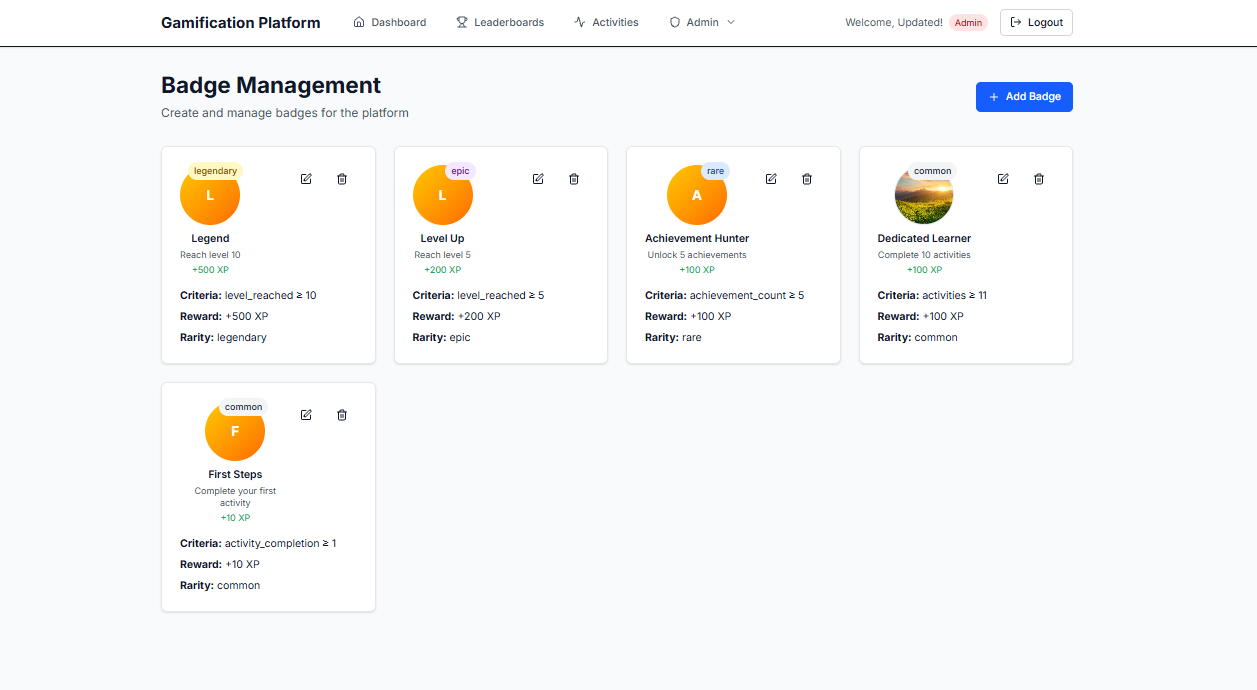 Gamification Platform
Dashboard
Leaderboards
Activities
Admin
Welcome, Updated!
Admin
Logout
Badge Management
Create and manage badges for the platform
Add Badge
legendary
L
Legend
Reach level 10
+500 XP
Criteria: level_reached ≥ 10
Reward: +500 XP
Rarity: legendary
epic
L
Level Up
Reach level 5
+200 XP
Criteria: level_reached ≥ 5
Reward: +200 XP
Rarity: epic
rare
A
Achievement Hunter
Unlock 5 achievements
+100 XP
Criteria: achievement_count ≥ 5
Reward: +100 XP
Rarity: rare
common
Dedicated Learner
Complete 10 activities
+100 XP
Criteria: activities ≥ 11
Reward: +100 XP
Rarity: common
common
F
First Steps
Complete your first
activity
+10 XP
Criteria: activity_completion ≥ 1
Reward: +10 XP
Rarity: common